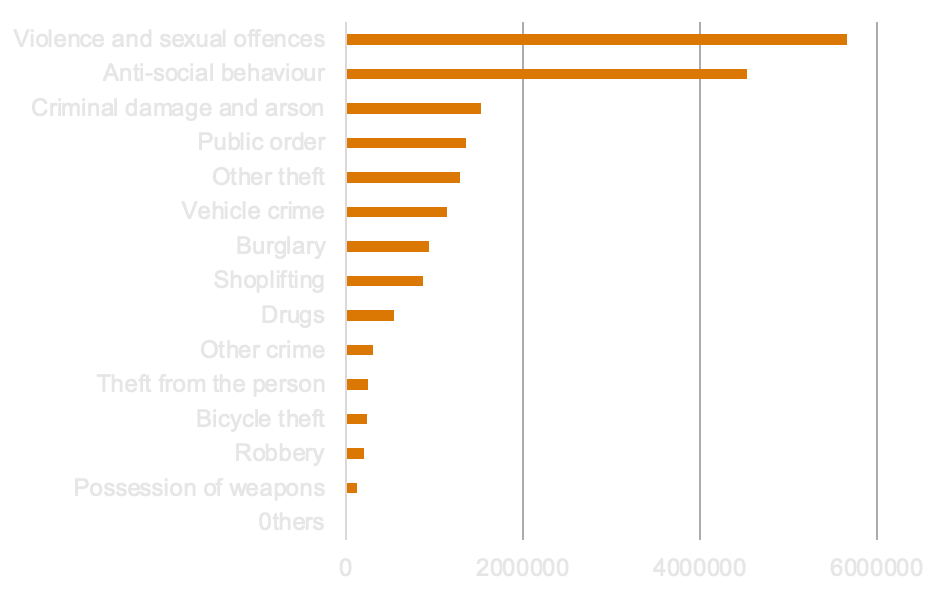 Violence and sexual offences
Anti-social behaviour
Criminal damage and arson
Public order
Other theft
Vehicle crime
Burglary
Shoplifting
Drugs
Other crime
Theft from the person
Bicycle theft
Robbery
Possession of weapons
0thers
0 2000000 4000000 6000000